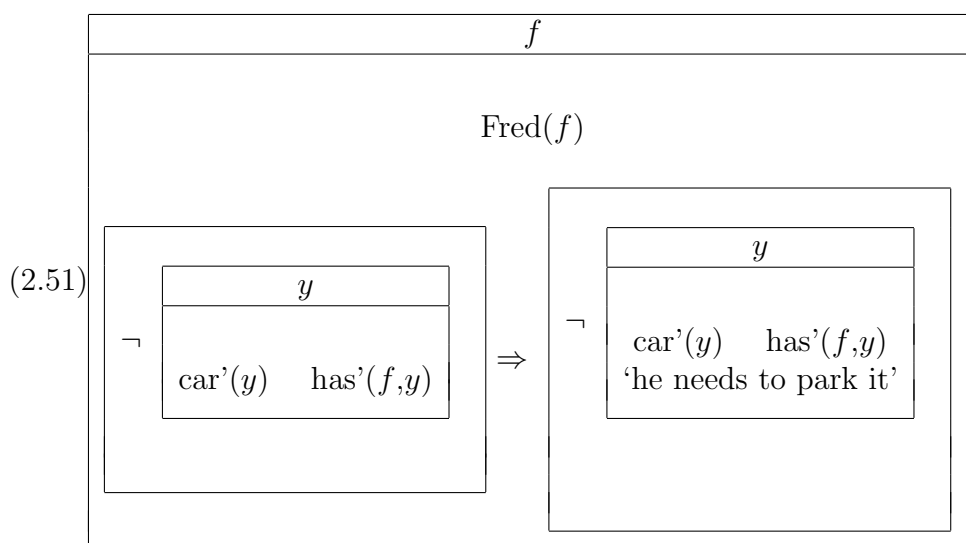 f
Fred(f)
(2.51)
¬ y
car’(y) has’(f,y)
⇒
¬ y
car’(y) has’(f,y)
‘he needs to park it’